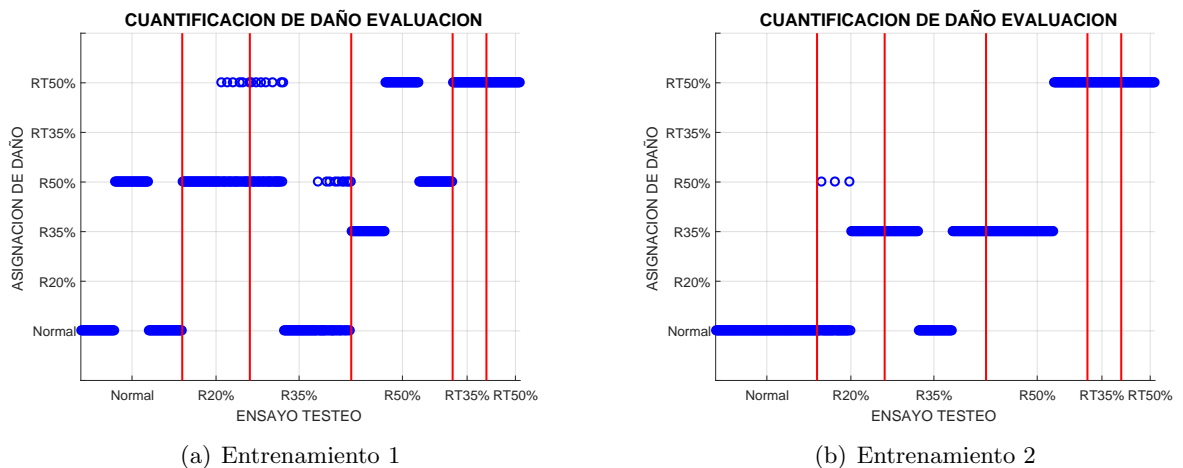 CUANTIFICACION DE DAÑO EVALUACION
RT50%
RT35%
R50%
R35%
R20%
Normal
ASIGNACION DE DAÑO
Normal R20% R35% R50% RT35% RT50%
ENSAYO TESTEO
(a) Entrenamiento 1
CUANTIFICACION DE DAÑO EVALUACION
RT50%
RT35%
R50%
R35%
R20%
Normal
ASIGNACION DE DAÑO
Normal R20% R35% R50% RT35% RT50%
ENSAYO TESTEO
(b) Entrenamiento 2